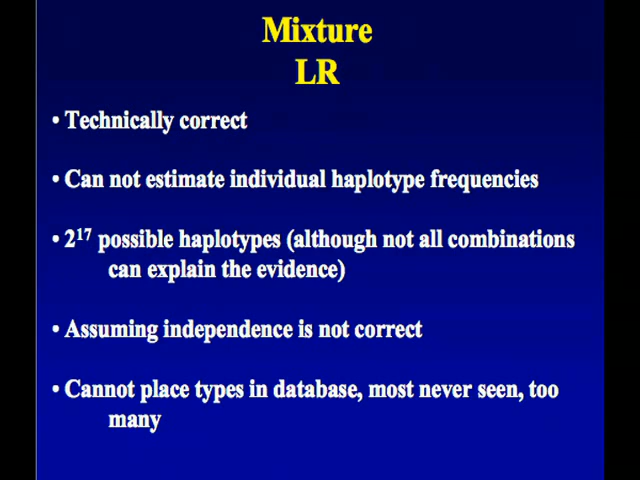 Mixture
LR
• Technically correct
• Can not estimate individual haplotype frequencies
• 2¹⁷ possible haplotypes (although not all combinations
can explain the evidence)
• Assuming independence is not correct
• Cannot place types in database, most never seen, too
many